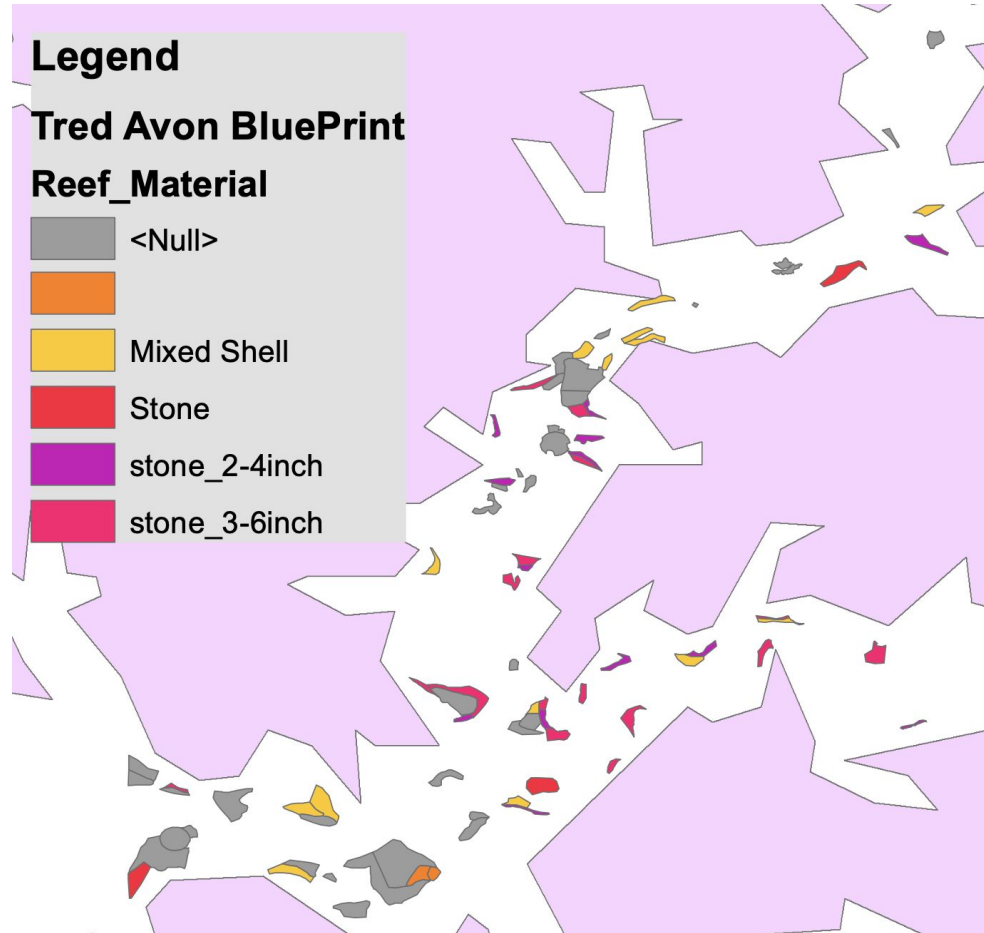 Legend
Tred Avon BluePrint
Reef_Material
<Null>
Mixed Shell
Stone
stone_2-4inch
stone_3-6inch